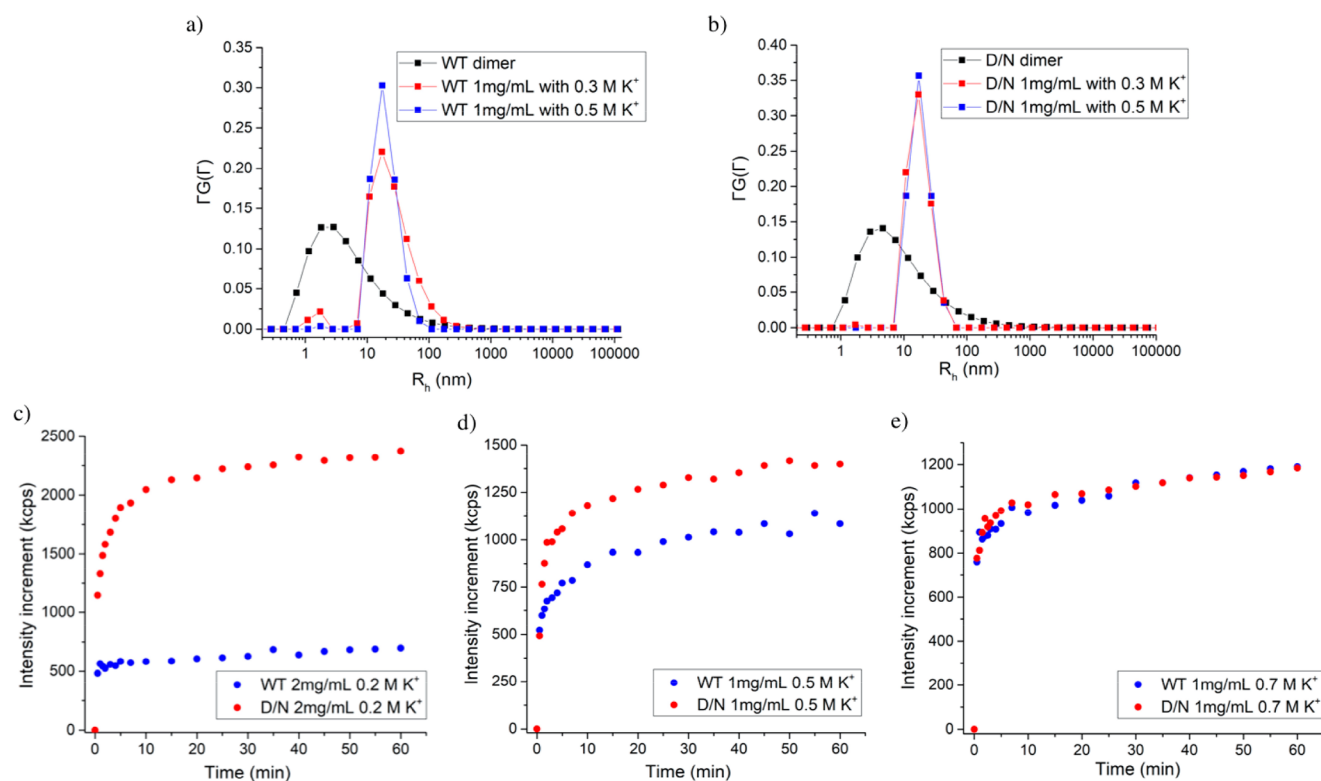 a)
0.35
0.30
0.25
0.20
0.15
0.10
0.05
0.00
ΓG(Γ)
WT dimer
WT 1mg/mL with 0.3 M K⁺
WT 1mg/mL with 0.5 M K⁺
1 10 100 1000 10000 100000
Rₕ (nm)
b)
0.40
0.35
0.30
0.25
0.20
0.15
0.10
0.05
0.00
ΓG(Γ)
D/N dimer
D/N 1mg/mL with 0.3 M K⁺
D/N 1mg/mL with 0.5 M K⁺
1 10 100 1000 10000 100000
Rₕ (nm)
c)
2500
2000
1500
1000
500
0
Intensity increment (kcps)
WT 2mg/mL 0.2 M K⁺
D/N 2mg/mL 0.2 M K⁺
0 10 20 30 40 50 60
Time (min)
d)
1500
1250
1000
750
500
250
0
Intensity increment (kcps)
WT 1mg/mL 0.5 M K⁺
D/N 1mg/mL 0.5 M K⁺
0 10 20 30 40 50 60
Time (min)
e)
1200
1000
800
600
400
200
0
Intensity increment (kcps)
WT 1mg/mL 0.7 M K⁺
D/N 1mg/mL 0.7 M K⁺
0 10 20 30 40 50 60
Time (min)